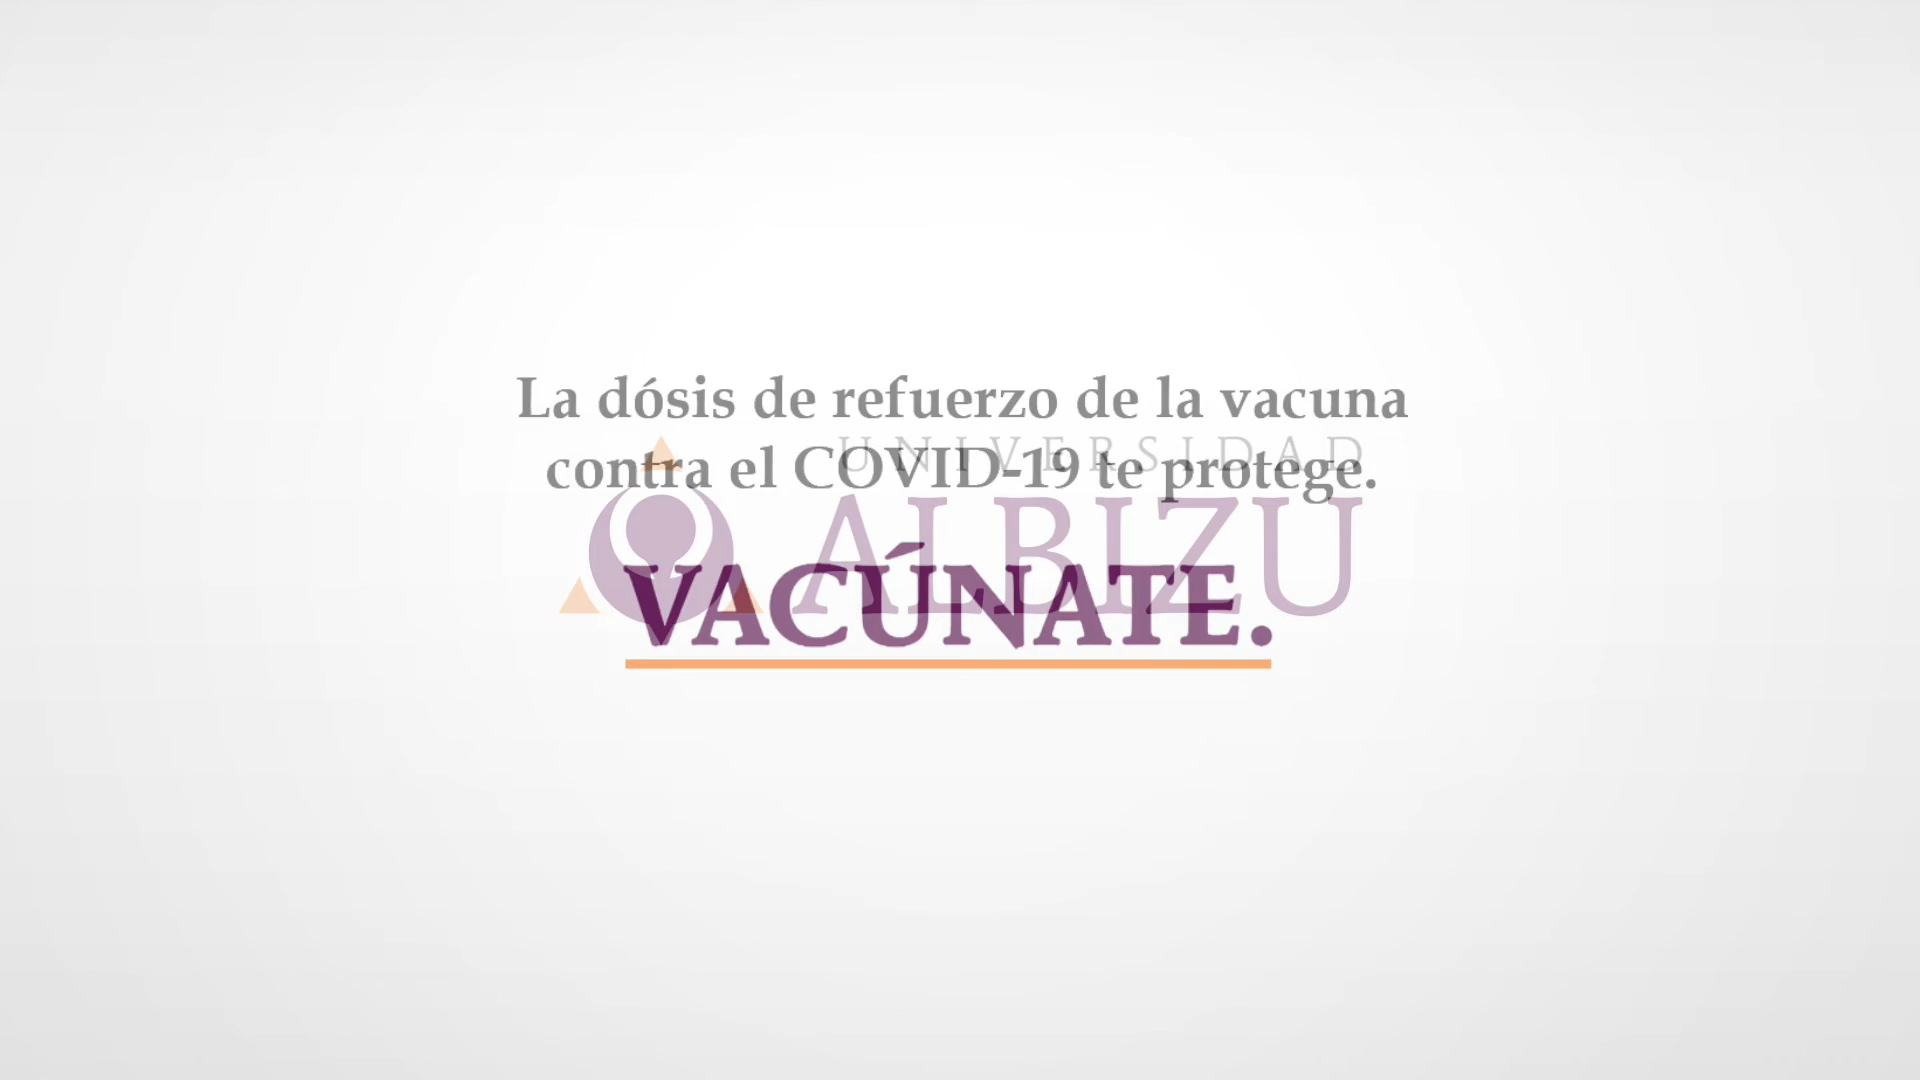 La dósis de refuerzo de la vacuna
contra el COVID-19 te protege.
UNIVERSIDAD
ALBIZU
VACÚNATE.